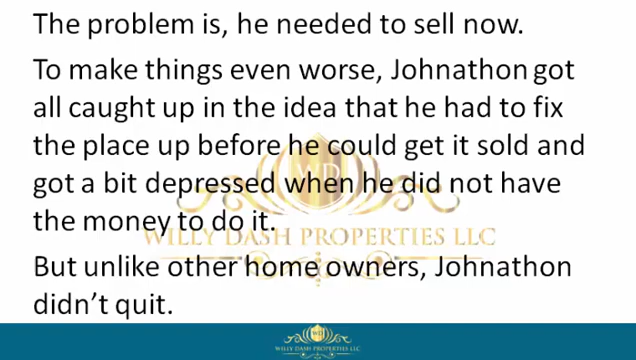 The problem is, he needed to sell now.
To make things even worse, Johnathon got
all caught up in the idea that he had to fix
the place up before he could get it sold and
got a bit depressed when he did not have
the money to do it.
WILLY DASH PROPERTIES LLC
But unlike other home owners, Johnathon
didn't quit.
WILLY DASH PROPERTIES LLC